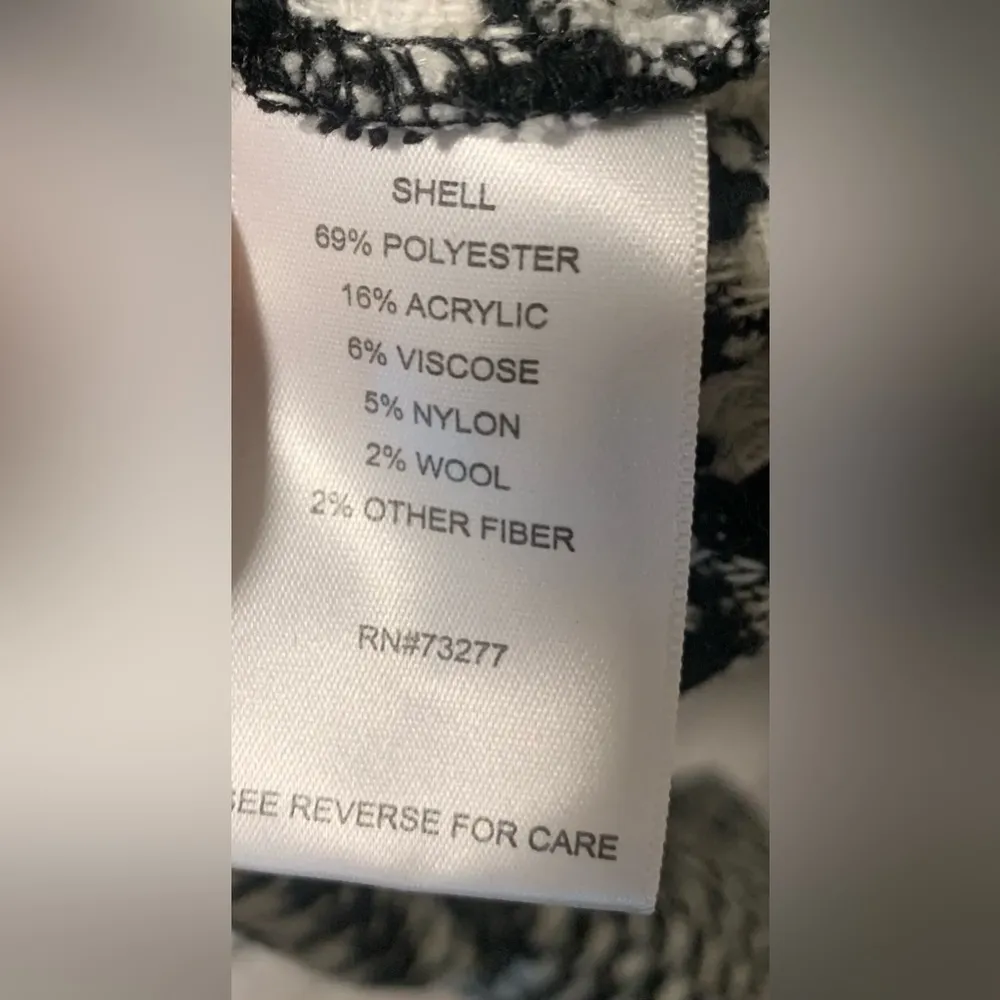 SHELL
69% POLYESTER
16% ACRYLIC
6% VISCOSE
5% NYLON
2% WOOL
2% OTHER FIBER
RN#73277
SEE REVERSE FOR CARE